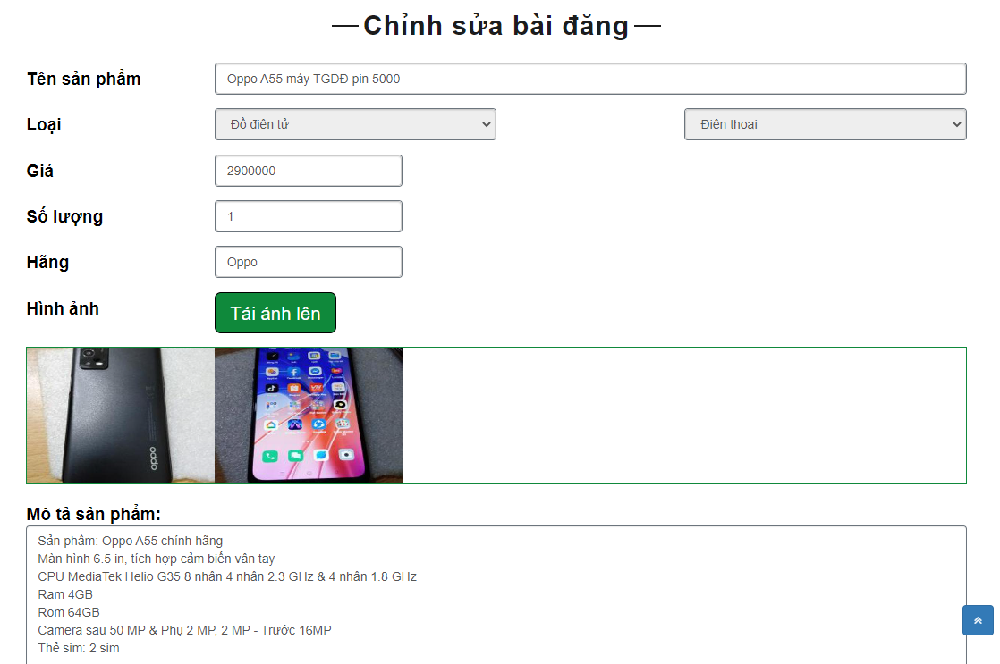 Chỉnh sửa bài đăng
Tên sản phẩm
Oppo A55 máy TGDĐ pin 5000
Loại
Đồ điện tử
Điện thoại
Giá
2900000
Số lượng
1
Hãng
Oppo
Hình ảnh
Tải ảnh lên
oppo
Mô tả sản phẩm:
Sản phẩm: Oppo A55 chính hãng
Màn hình 6.5 in, tích hợp cảm biến vân tay
CPU MediaTek Helio G35 8 nhân 4 nhân 2.3 GHz & 4 nhân 1.8 GHz
Ram 4GB
Rom 64GB
Camera sau 50 MP & Phụ 2 MP, 2 MP - Trước 16MP
Thẻ sim: 2 sim